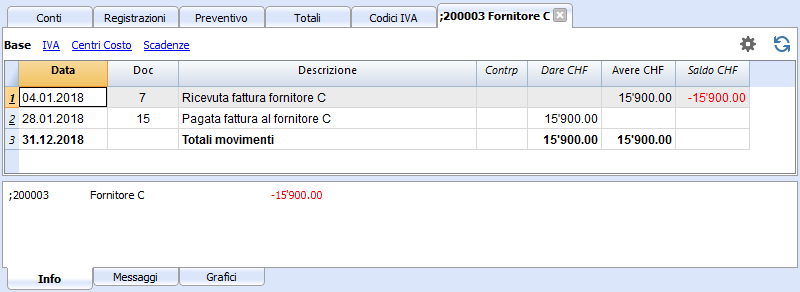 Conti Registrazioni Preventivo Totali Codici IVA ;200003 Fornitore C
Base IVA Centri Costo Scadenze
Data Doc Descrizione Contrp Dare CHF Avere CHF Saldo CHF
1 04.01.2018 7 Ricevuta fattura fornitore C 15'900.00 -15'900.00
2 28.01.2018 15 Pagata fattura al fornitore C 15'900.00
3 31.12.2018 Totali movimenti 15'900.00 15'900.00
;200003 Fornitore C -15'900.00
Info Messaggi Grafici